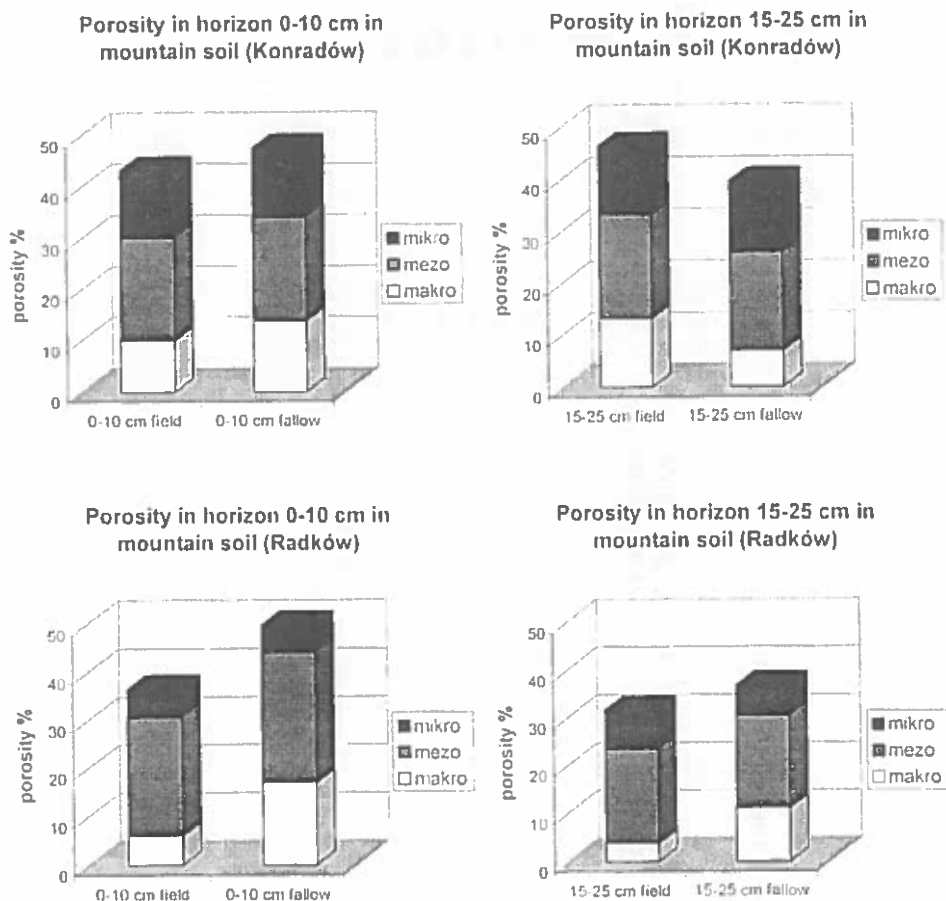 Porosity in horizon 0-10 cm in
mountain soil (Konradów)
porosity %
50
40
30
20
10
0
0-10 cm field
0-10 cm fallow
mikro
mezo
makro
Porosity in horizon 15-25 cm in
mountain soil (Konradów)
porosity %
50
40
30
20
10
0
15-25 cm field
15-25 cm fallow
mikro
mezo
makro
Porosity in horizon 0-10 cm in
mountain soil (Radków)
porosity %
50
40
30
20
10
0
0-10 cm field
0-10 cm fallow
mikro
mezo
makro
Porosity in horizon 15-25 cm in
mountain soil (Radków)
porosity %
50
40
30
20
10
0
15-25 cm field
15-25 cm fallow
mikro
mezo
makro